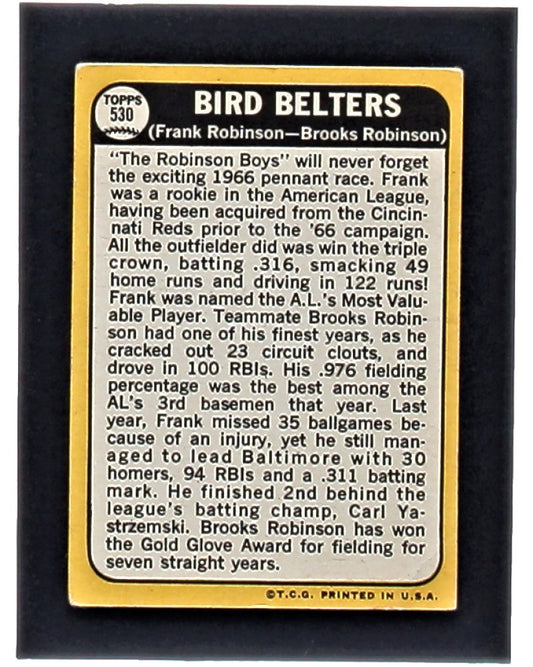 TOPPS
530
BIRD BELTERS
(Frank Robinson—Brooks Robinson)
"The Robinson Boys" will never forget
the exciting 1966 pennant race. Frank
was a rookie in the American League,
having been acquired from the Cincin-
nati Reds prior to the '66 campaign.
All the outfielder did was win the triple
crown, batting .316, smacking 49
home runs and driving in 122 runs!
Frank was named the A.L.'s Most Valu-
able Player. Teammate Brooks Robin-
son had one of his finest years, as he
cracked out 23 circuit clouts, and
drove in 100 RBIs. His .976 fielding
percentage was the best among the
AL's 3rd basemen that year. Last
year, Frank missed 35 ballgames be-
cause of an injury, yet he still man-
aged to lead Baltimore with 30
homers, 94 RBIs and a .311 batting
mark. He finished 2nd behind the
league's batting champ, Carl Ya-
strzemski. Brooks Robinson has won
the Gold Glove Award for fielding for
seven straight years.
©T.C.G. PRINTED IN U.S.A.